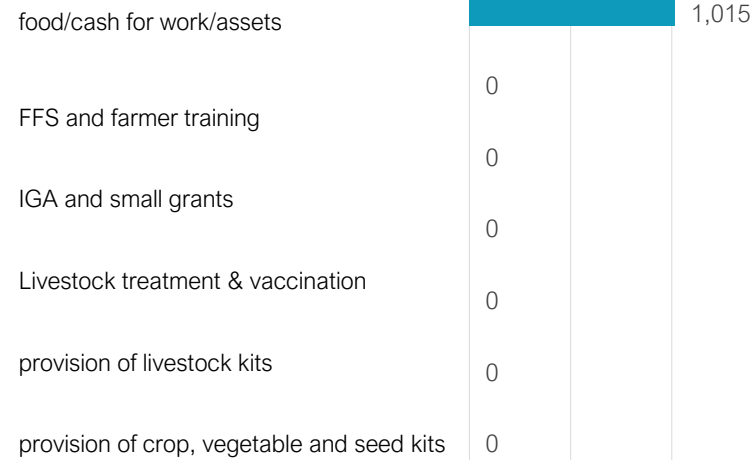 food/cash for work/assets
1,015
0
FFS and farmer training
0
IGA and small grants
0
Livestock treatment & vaccination
0
provision of livestock kits
0
provision of crop, vegetable and seed kits
0